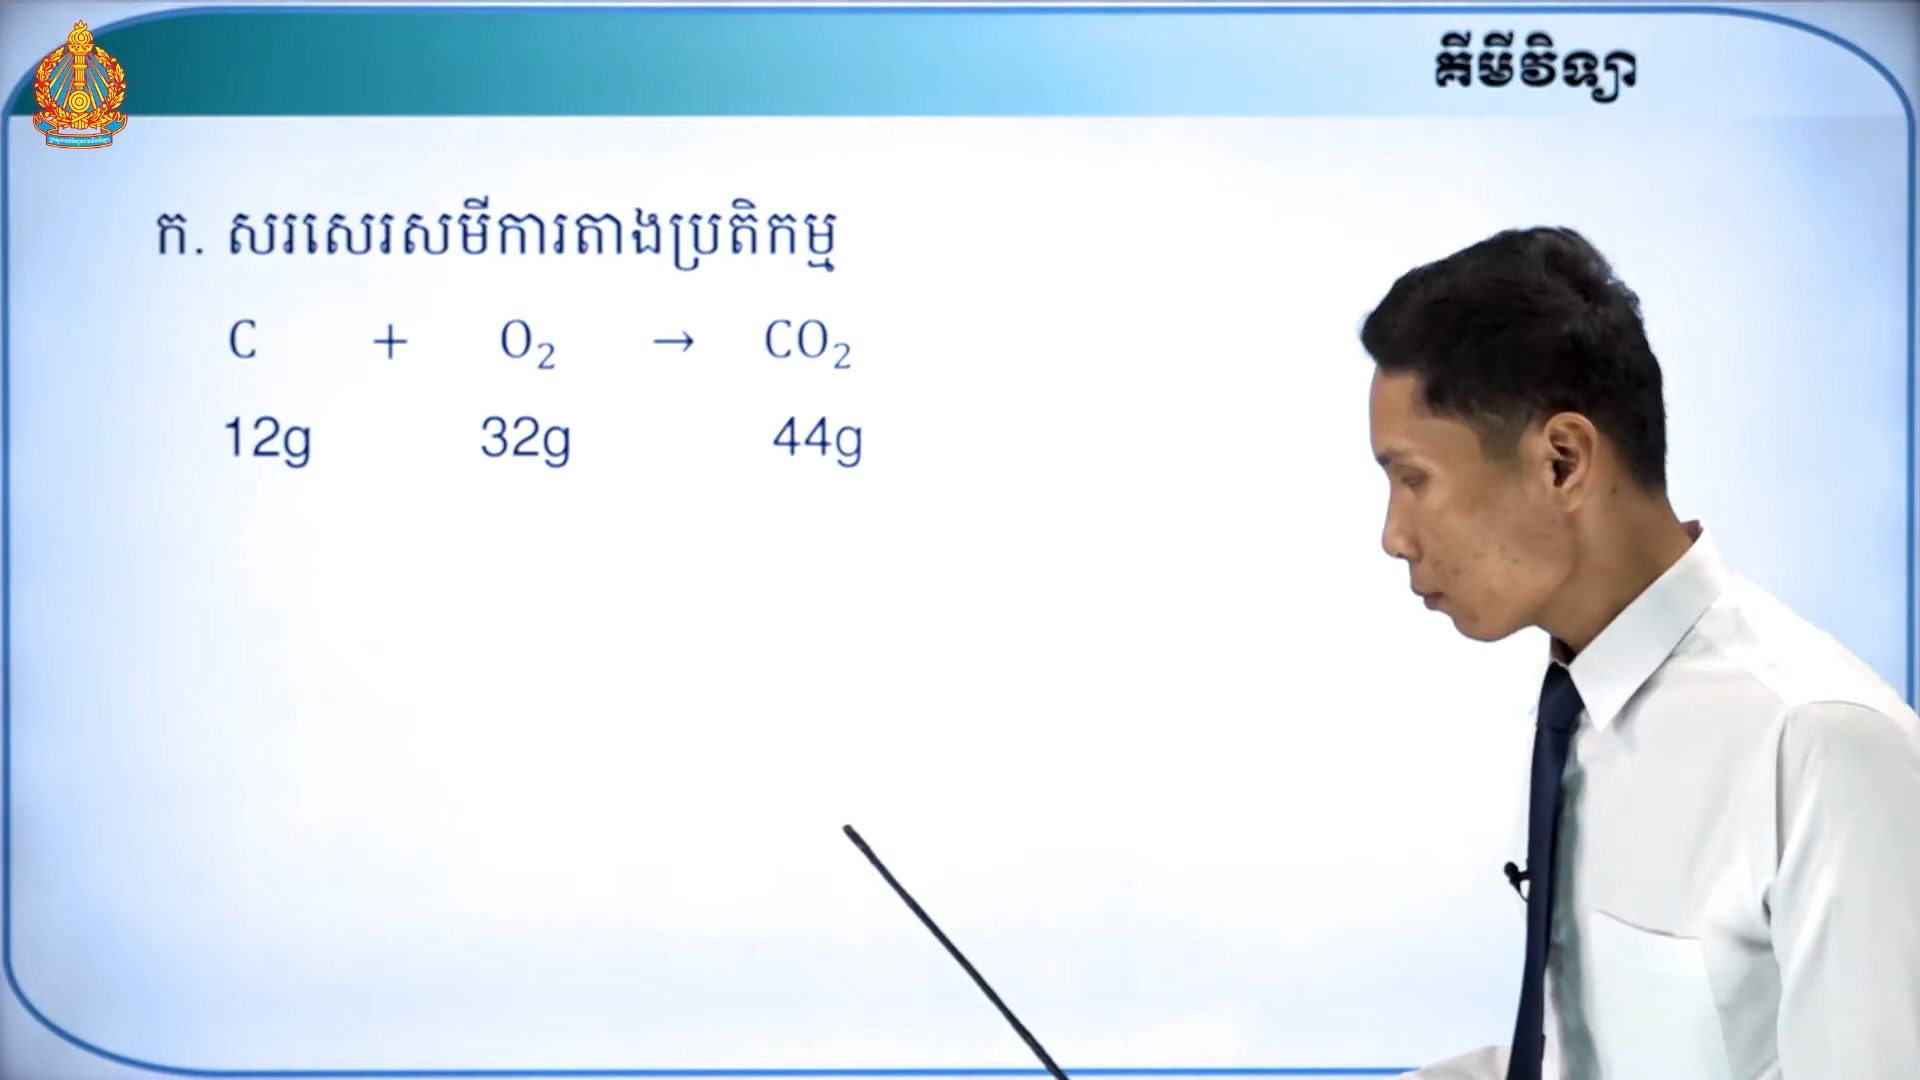 គីមីវិទ្យា
ក. សរសេរសមីការតាងប្រតិកម្ម
C + O₂ → CO₂
12g 32g 44g